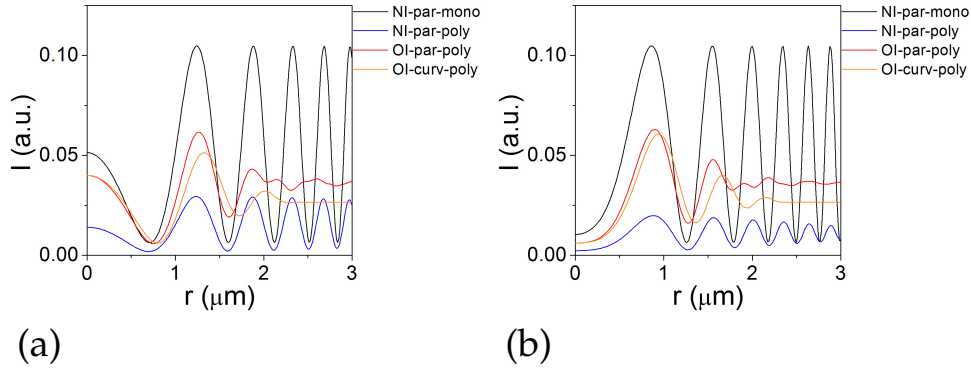 NI-par-mono
NI-par-poly
OI-par-poly
OI-curv-poly
0.10
0.05
0.00
I (a.u.)
0 1 2 3
r (μm)
(a)
NI-par-mono
NI-par-poly
OI-par-poly
OI-curv-poly
0.10
0.05
0.00
I (a.u.)
0 1 2 3
r (μm)
(b)